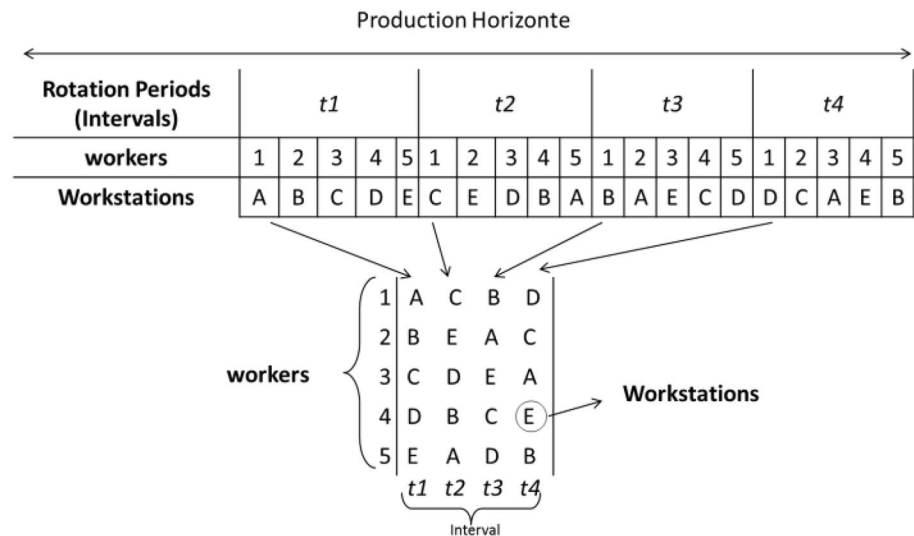 Production Horizonte
Rotation Periods (Intervals) t1 t2 t3 t4
workers 1 2 3 4 5 1 2 3 4 5 1 2 3 4 5 1 2 3 4 5
Workstations A B C D E C E D B A B A E C D D C A E B
1 A C B D
2 B E A C
workers 3 C D E A
4 D B C E Workstations
5 E A D B
t1 t2 t3 t4
Interval